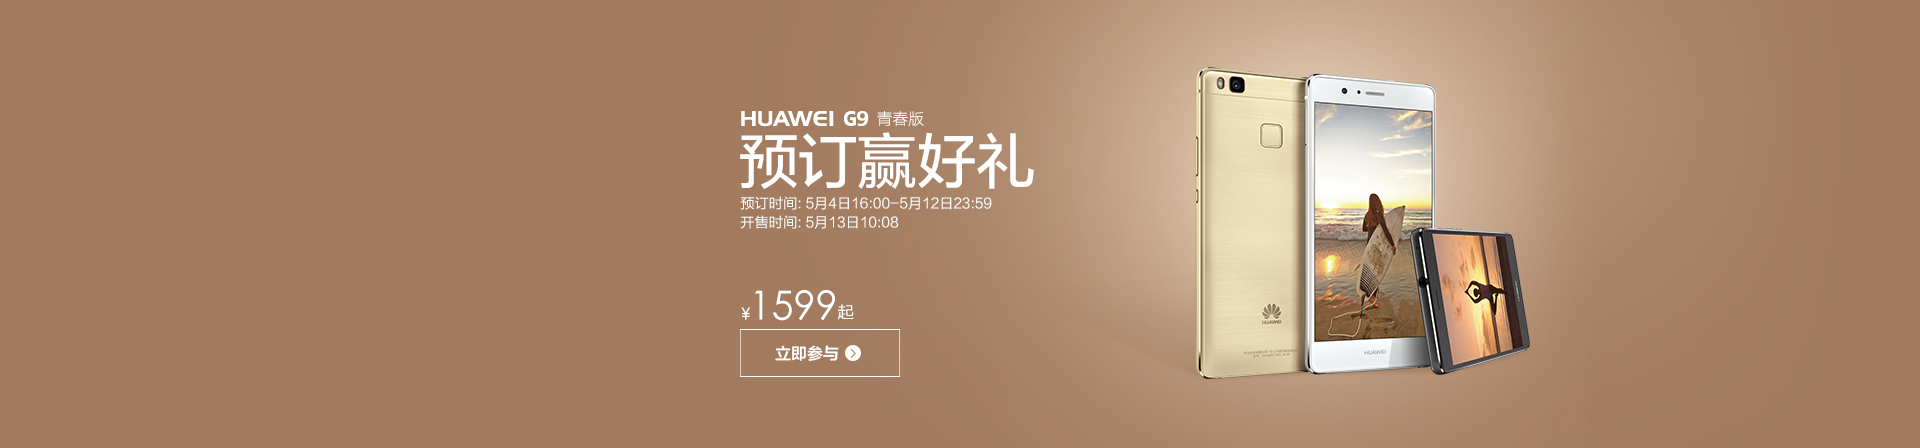 HUAWEI G9 青春版
预订赢好礼
预订时间: 5月4日16:00-5月12日23:59
开售时间: 5月13日10:08
¥1599起
立即参与
HUAWEI
HUAWEI